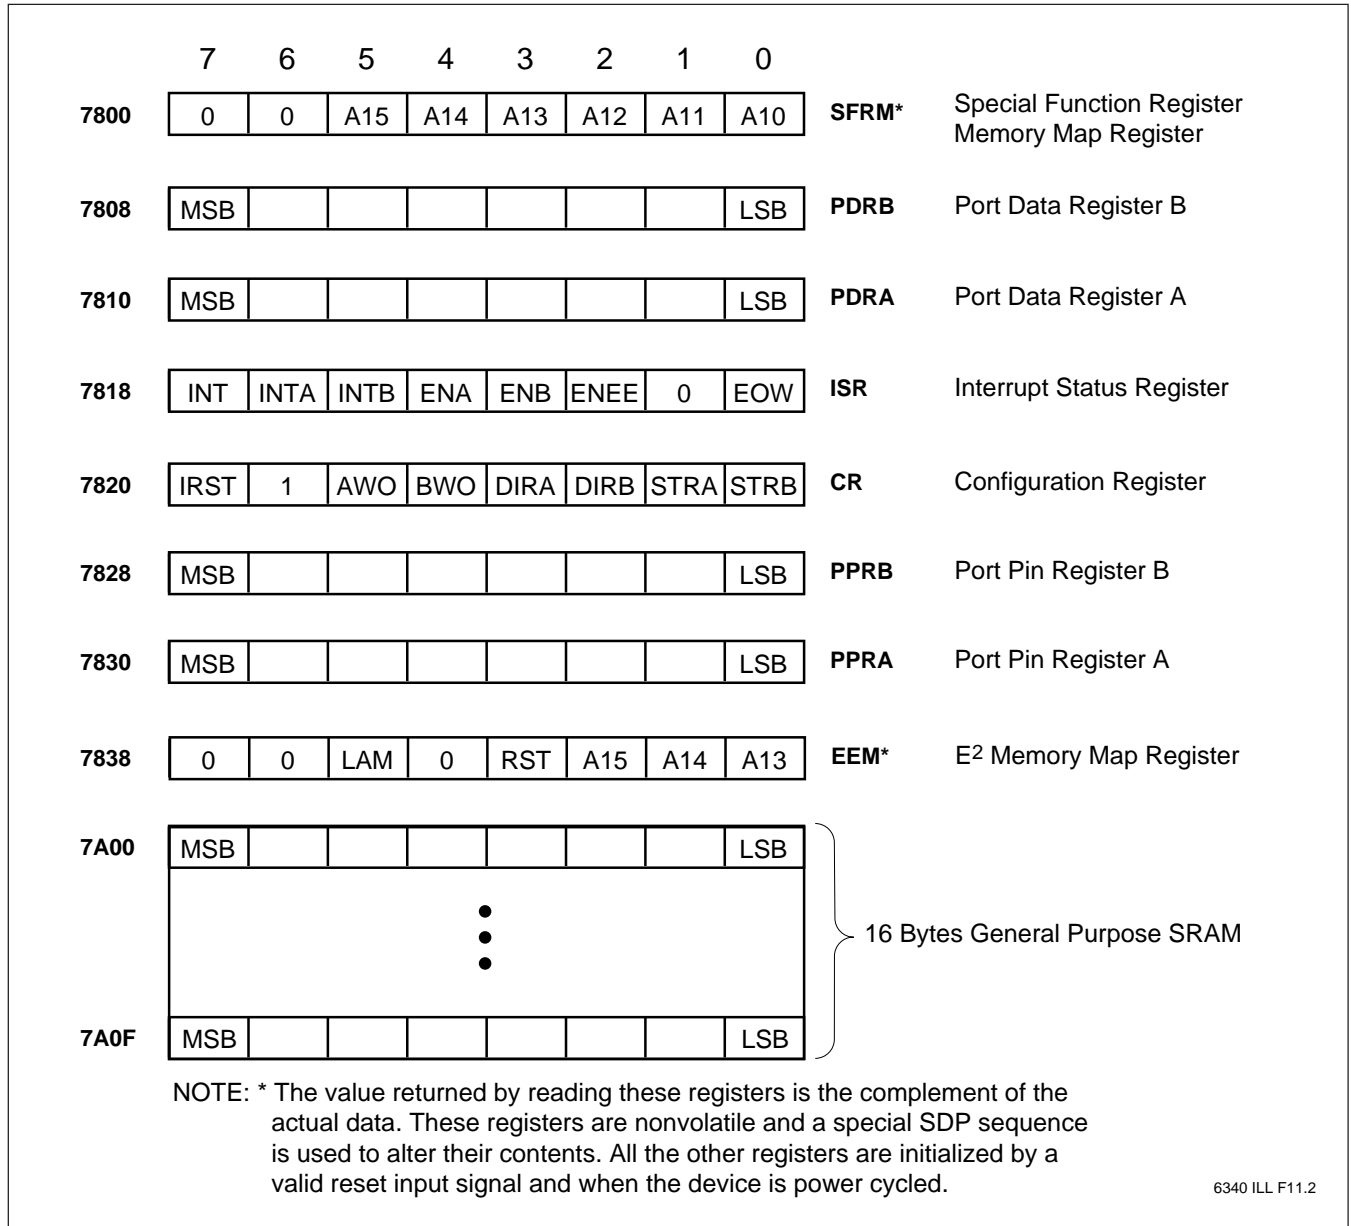 7 6 5 4 3 2 1 0
7800 0 0 A15 A14 A13 A12 A11 A10 SFRM* Special Function Register
Memory Map Register
7808 MSB LSB PDRB Port Data Register B
7810 MSB LSB PDRA Port Data Register A
7818 INT INTA INTB ENA ENB ENEE 0 EOW ISR Interrupt Status Register
7820 IRST 1 AWO BWO DIRA DIRB STRA STRB CR Configuration Register
7828 MSB LSB PPRB Port Pin Register B
7830 MSB LSB PPRA Port Pin Register A
7838 0 0 LAM 0 RST A15 A14 A13 EEM* E2 Memory Map Register
7A00 MSB LSB
16 Bytes General Purpose SRAM
7A0F MSB LSB
NOTE: * The value returned by reading these registers is the complement of the
actual data. These registers are nonvolatile and a special SDP sequence
is used to alter their contents. All the other registers are initialized by a
valid reset input signal and when the device is power cycled.
6340 ILL F11.2